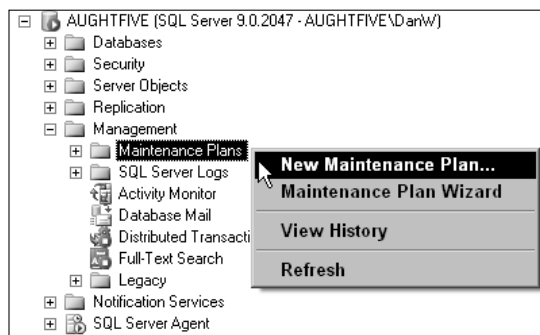 AUGHTFIVE (SQL Server 9.0.2047 - AUGHTFIVE\DanW)
Databases
Security
Server Objects
Replication
Management
Maintenance Plans
SQL Server Logs
Activity Monitor
Database Mail
Distributed Transacti
Full-Text Search
Legacy
Notification Services
SQL Server Agent
New Maintenance Plan...
Maintenance Plan Wizard
View History
Refresh